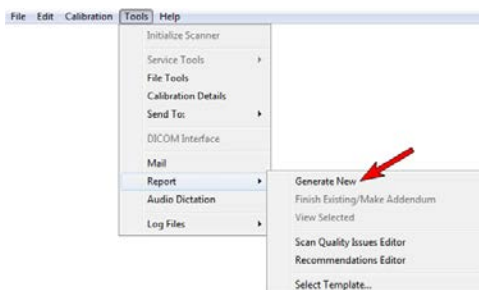 File Edit Calibration Tools Help
Initialize Scanner
Service Tools
File Tools
Calibration Details
Send To:
DICOM Interface
Mail
Report
Audio Dictation
Log Files
Generate New
Finish Existing/Make Addendum
View Selected
Scan Quality Issues Editor
Recommendations Editor
Select Template...